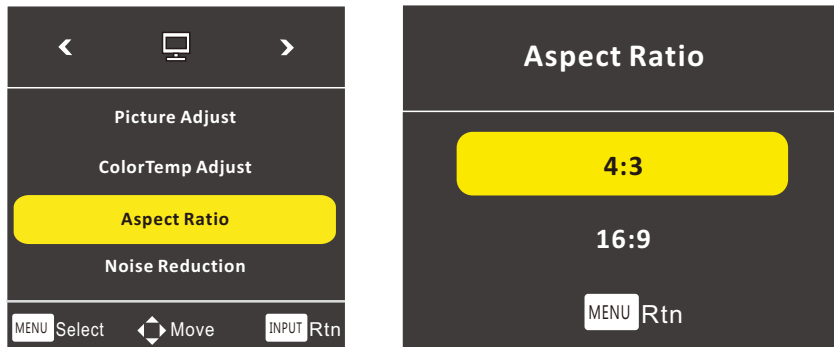 Picture Adjust
ColorTemp Adjust
Aspect Ratio
Noise Reduction
MENU Select Move INPUT Rtn
Aspect Ratio
4:3
16:9
MENU Rtn